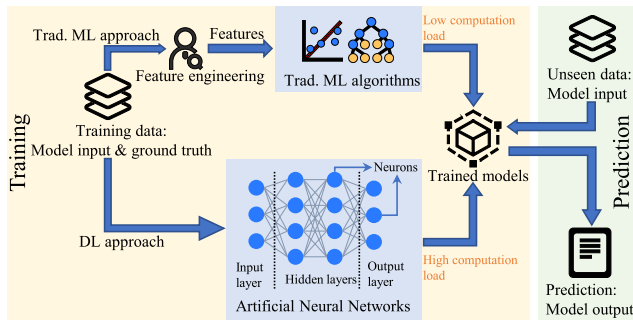 Training
Trad. ML approach
Feature engineering
Features
Trad. ML algorithms
Low computation
load
Training data:
Model input & ground truth
DL approach
Neurons
Input
layer
Hidden layers
Output
layer
Artificial Neural Networks
High computation
load
Trained models
Unseen data:
Model input
Prediction
Prediction:
Model output